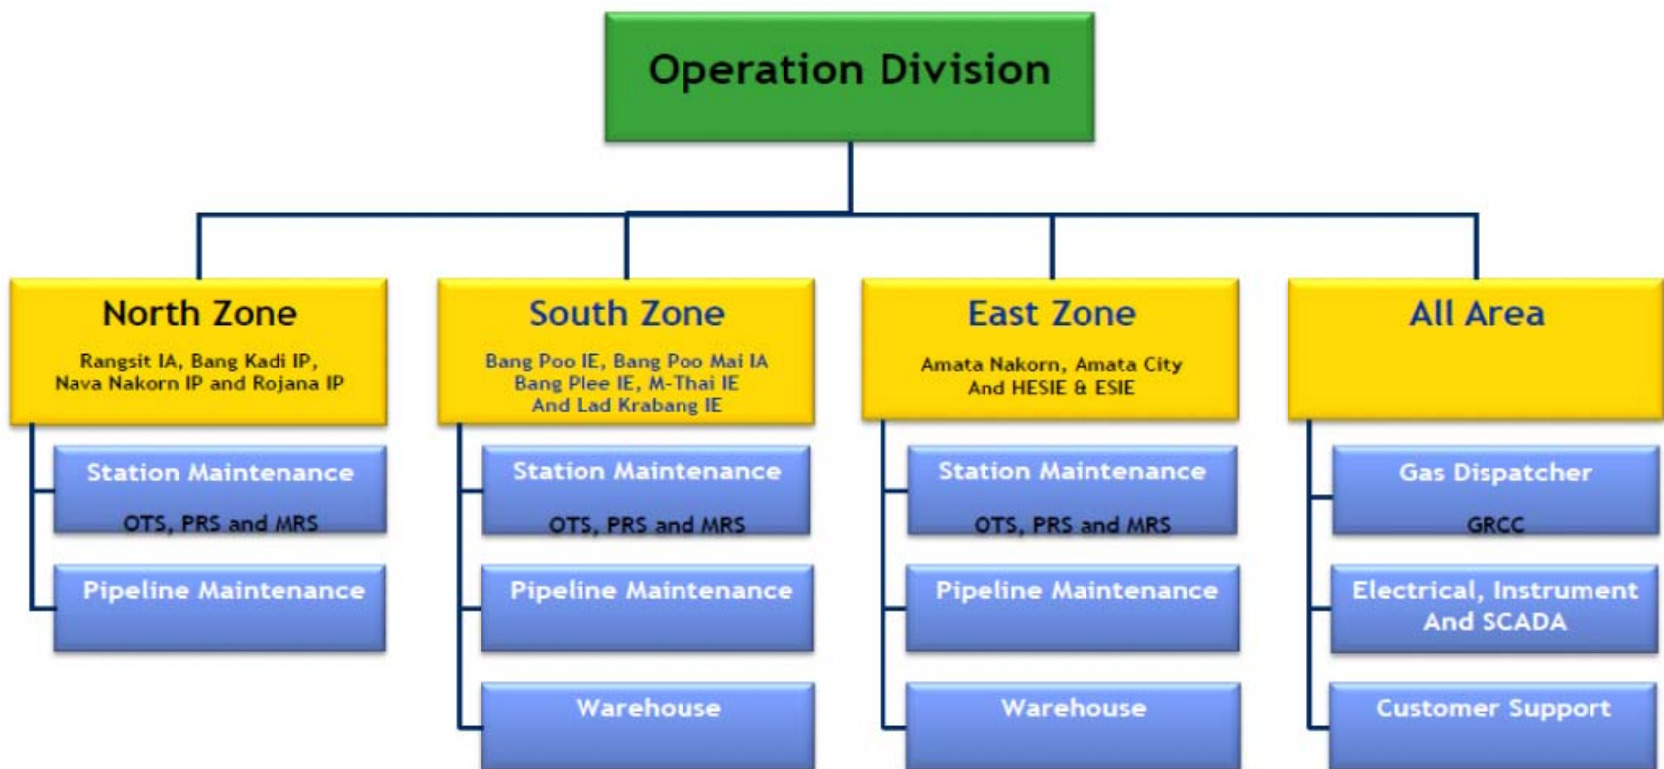 Operation Division
North Zone
Rangsit IA, Bang Kadi IP,
Nava Nakorn IP and Rojana IP
Station Maintenance
OTS, PRS and MRS
Pipeline Maintenance
South Zone
Bang Poo IE, Bang Poo Mai IA
Bang Plee IE, M-Thai IE
And Lad Krabang IE
Station Maintenance
OTS, PRS and MRS
Pipeline Maintenance
Warehouse
East Zone
Amata Nakorn, Amata City
And HESIE & ESIE
Station Maintenance
OTS, PRS and MRS
Pipeline Maintenance
Warehouse
All Area
Gas Dispatcher
GRCC
Electrical, Instrument
And SCADA
Customer Support